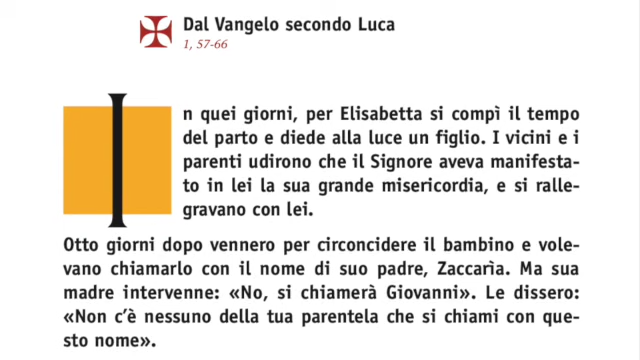 Dal Vangelo secondo Luca
1, 57-66
In quei giorni, per Elisabetta si compì il tempo
del parto e diede alla luce un figlio. I vicini e i
parenti udirono che il Signore aveva manifesta-
to in lei la sua grande misericordia, e si ralle-
gravano con lei.
Otto giorni dopo vennero per circoncidere il bambino e vole-
vano chiamarlo con il nome di suo padre, Zaccarìa. Ma sua
madre intervenne: «No, si chiamerà Giovanni». Le dissero:
«Non c’è nessuno della tua parentela che si chiami con que-
sto nome».